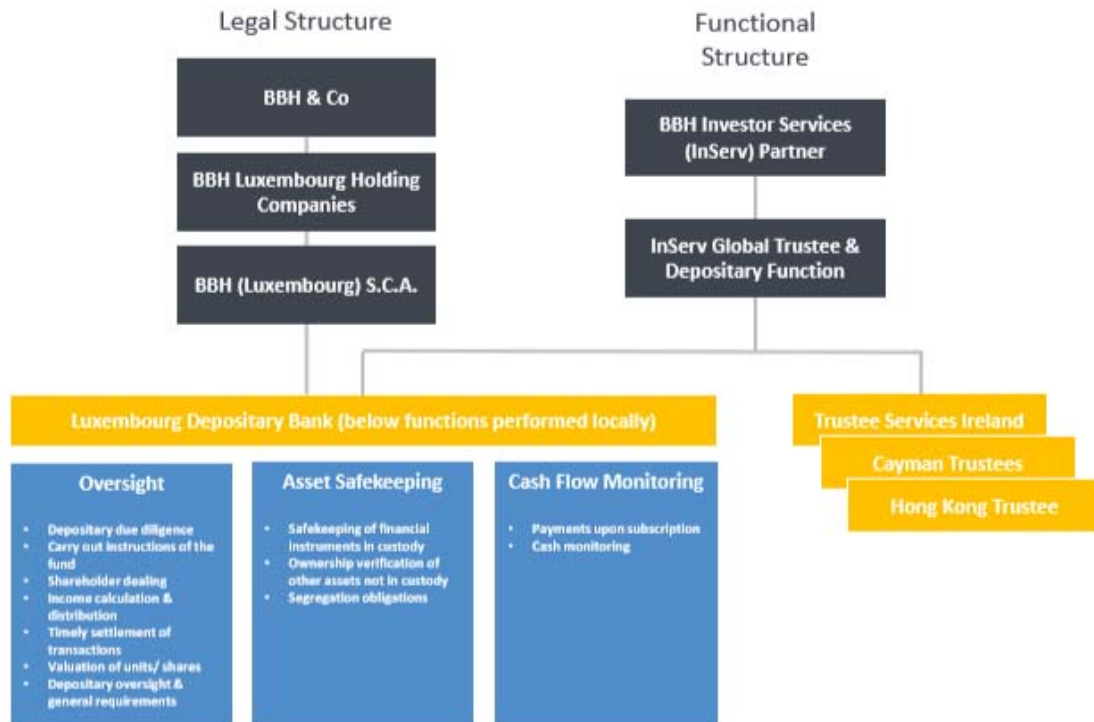 Legal Structure
Functional
Structure
BBH & Co
BBH Investor Services
(InServ) Partner
BBH Luxembourg Holding
Companies
InServ Global Trustee &
Depositary Function
BBH (Luxembourg) S.C.A.
Luxembourg Depositary Bank (below functions performed locally)
Trustee Services Ireland
Cayman Trustees
Hong Kong Trustee
Oversight
• Depositary due diligence
• Carry out instructions of the
fund
• Shareholder dealing
• Income calculation &
distribution
• Timely settlement of
transactions
• Valuation of units/ shares
• Depositary oversight &
general requirements
Asset Safekeeping
• Safekeeping of financial
instruments in custody
• Ownership verification of
other assets not in custody
• Segregation obligations
Cash Flow Monitoring
• Payments upon subscription
• Cash monitoring